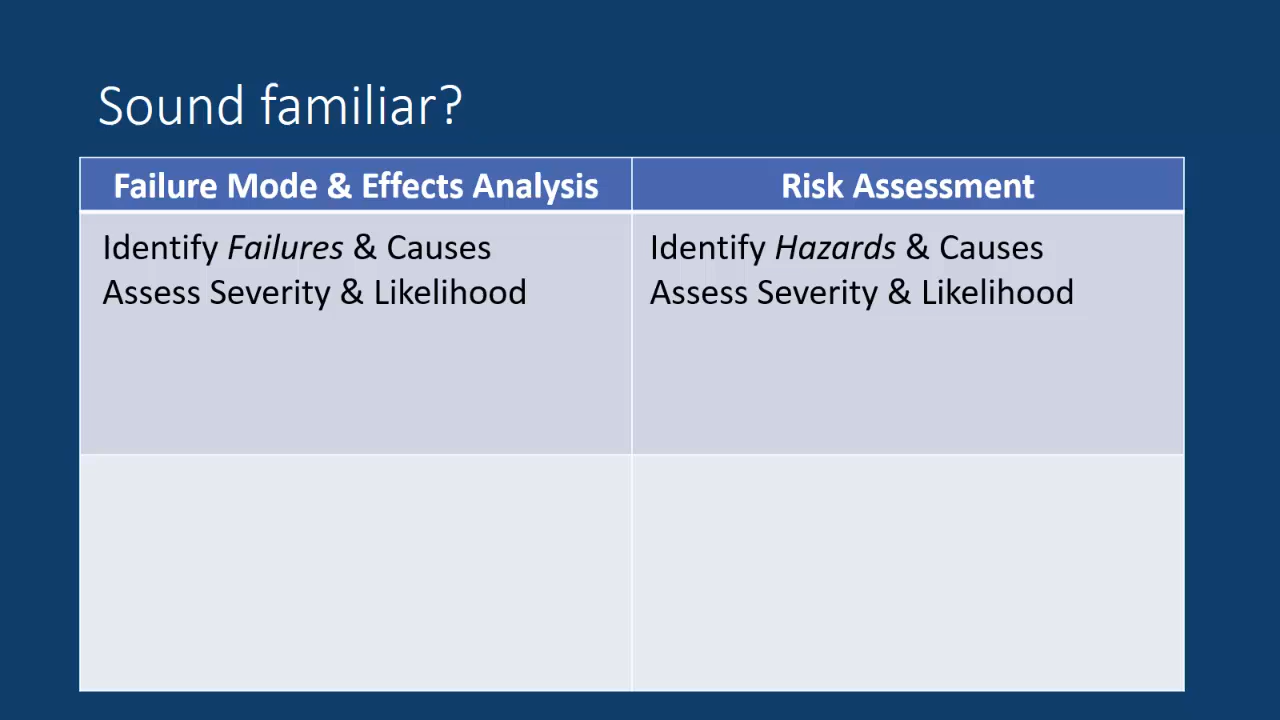 Sound familiar?
Failure Mode & Effects Analysis
Risk Assessment
Identify Failures & Causes
Assess Severity & Likelihood
Identify Hazards & Causes
Assess Severity & Likelihood